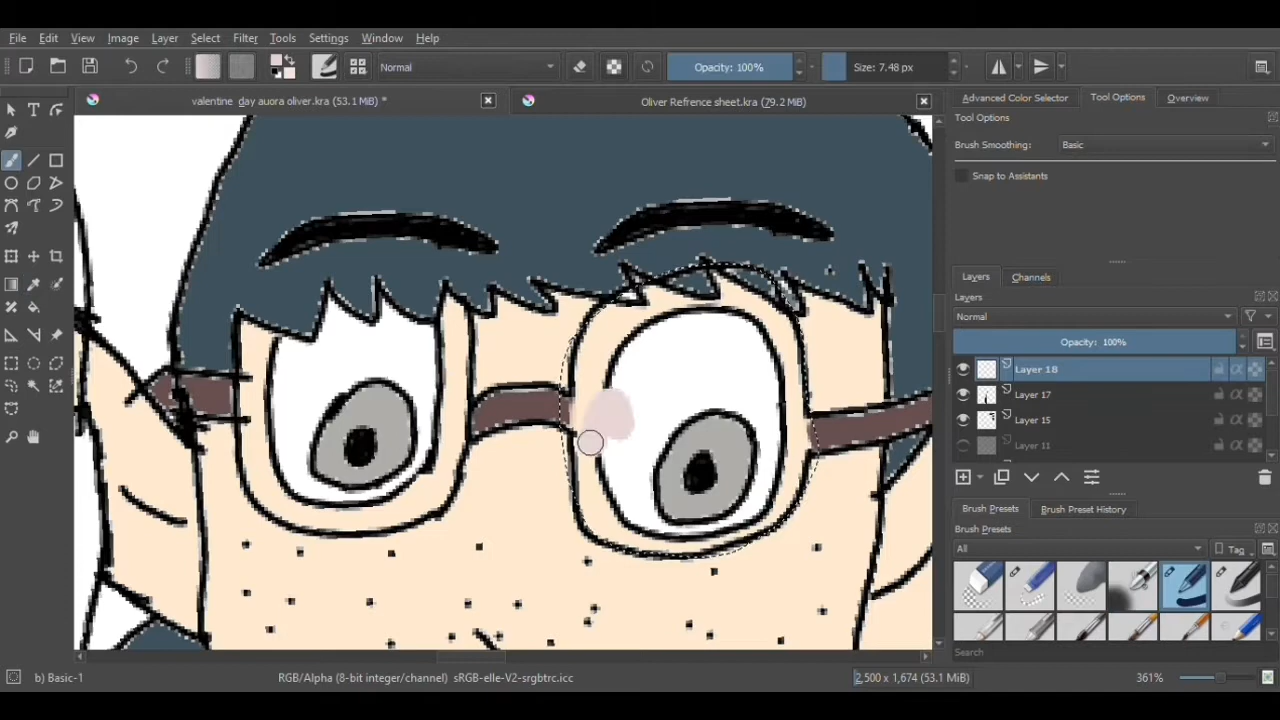 File Edit View Image Layer Select Filter Tools Settings Window Help
Normal Opacity: 100% Size: 7.48 px
valentine day auora oliver.kra (53.1 MiB) *
Oliver Refrence sheet.kra (79.2 MiB)
Advanced Color Selector Tool Options Overview
Tool Options
Brush Smoothing: Basic
Snap to Assistants
Layers Channels
Layers
Normal
Opacity: 100%
Layer 18
Layer 17
Layer 15
Layer 11
Brush Presets Brush Preset History
Brush Presets
All Tag
Search
b) Basic-1 RGB/Alpha (8-bit integer/channel) sRGB-elle-V2-srgbtrc.icc 2,500 x 1,674 (53.1 MiB) 361%